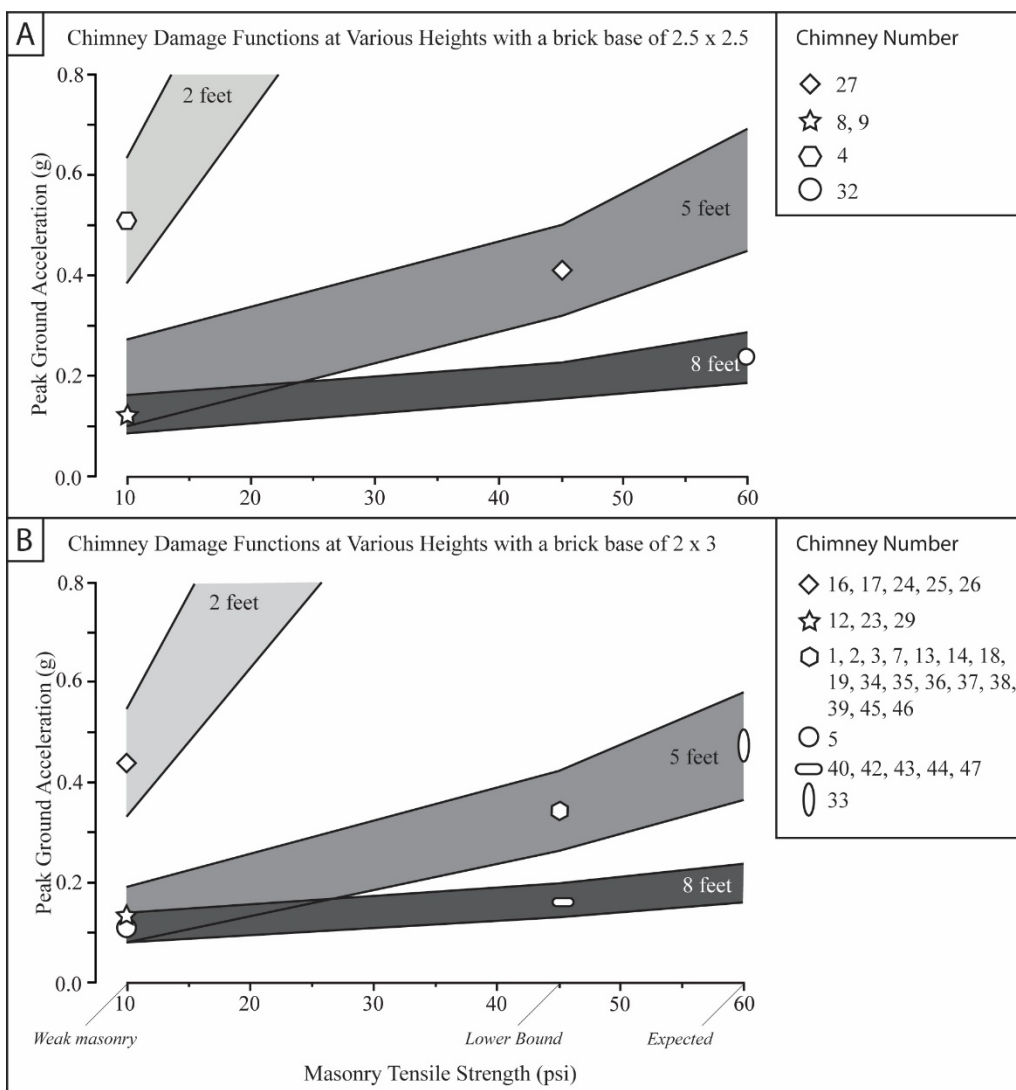 A
Chimney Damage Functions at Various Heights with a brick base of 2.5 x 2.5
0.8
0.6
0.4
0.2
0.0
Peak Ground Acceleration (g)
2 feet
5 feet
8 feet
10
20
30
40
50
60
Chimney Number
27
8, 9
4
32
B
Chimney Damage Functions at Various Heights with a brick base of 2 x 3
0.8
0.6
0.4
0.2
0.0
Peak Ground Acceleration (g)
2 feet
5 feet
8 feet
10
20
30
40
50
60
Weak masonry
Lower Bound
Expected
Masonry Tensile Strength (psi)
Chimney Number
16, 17, 24, 25, 26
12, 23, 29
1, 2, 3, 7, 13, 14, 18,
19, 34, 35, 36, 37, 38,
39, 45, 46
5
40, 42, 43, 44, 47
33